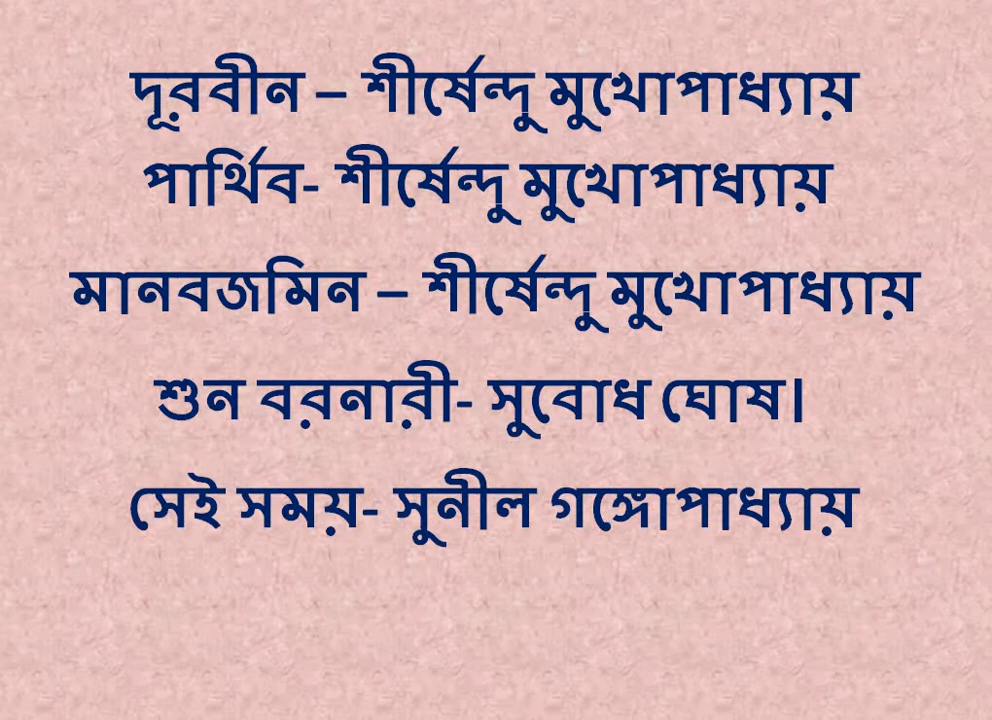 দূরবীন – শীর্ষেন্দু মুখোপাধ্যায়
পার্থিব- শীর্ষেন্দু মুখোপাধ্যায়
মানবজমিন – শীর্ষেন্দু মুখোপাধ্যায়
শুন বরনারী- সুবোধ ঘোষ।
সেই সময়- সুনীল গঙ্গোপাধ্যায়